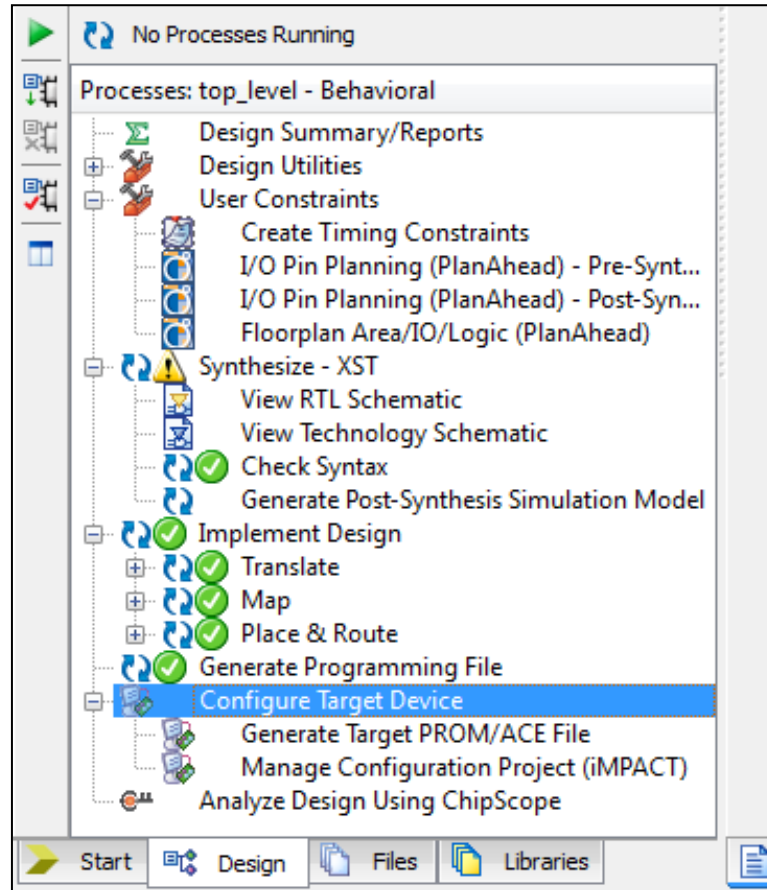 No Processes Running
Processes: top_level - Behavioral
Design Summary/Reports
Design Utilities
User Constraints
Create Timing Constraints
I/O Pin Planning (PlanAhead) - Pre-Synt...
I/O Pin Planning (PlanAhead) - Post-Syn...
Floorplan Area/IO/Logic (PlanAhead)
Synthesize - XST
View RTL Schematic
View Technology Schematic
Check Syntax
Generate Post-Synthesis Simulation Model
Implement Design
Translate
Map
Place & Route
Generate Programming File
Configure Target Device
Generate Target PROM/ACE File
Manage Configuration Project (iMPACT)
Analyze Design Using ChipScope
Start Design Files Libraries